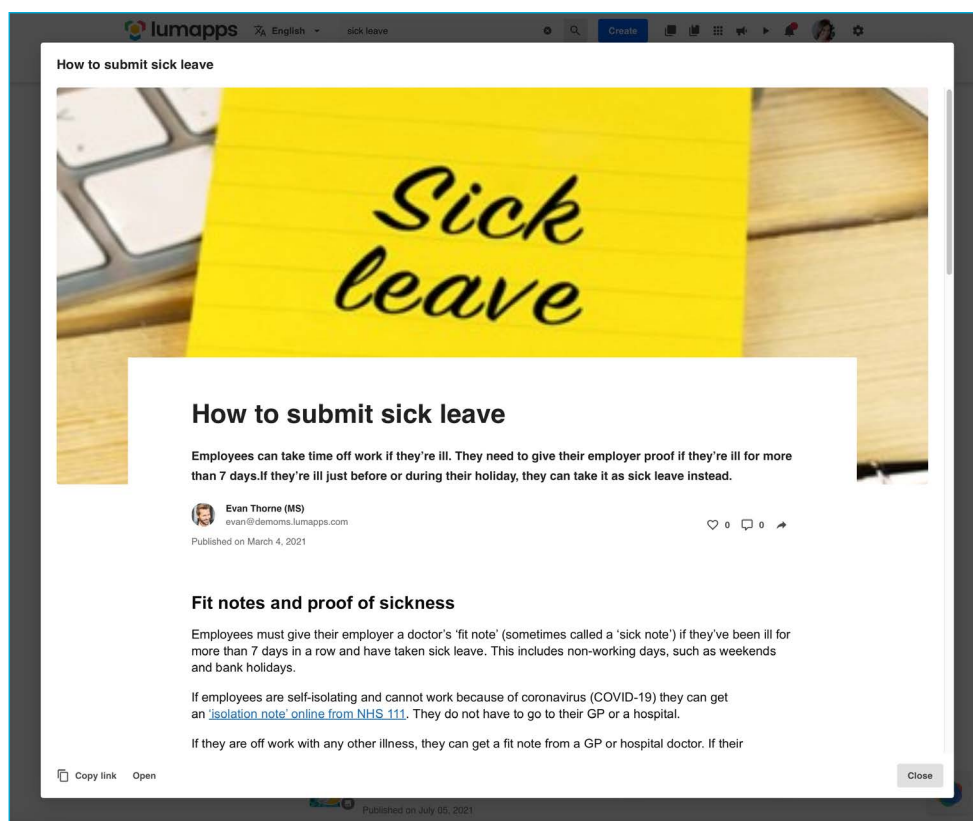 lumapps
English
sick leave
Create
How to submit sick leave
Sick
leave
How to submit sick leave
Employees can take time off work if they're ill. They need to give their employer proof if they're ill for more
than 7 days.If they're ill just before or during their holiday, they can take it as sick leave instead.
Evan Thorne (MS)
evan@demoms.lumapps.com
0 0
Published on March 4, 2021
Fit notes and proof of sickness
Employees must give their employer a doctor's ‘fit note’ (sometimes called a ‘sick note’) if they've been ill for
more than 7 days in a row and have taken sick leave. This includes non-working days, such as weekends
and bank holidays.
If employees are self-isolating and cannot work because of coronavirus (COVID-19) they can get
an ‘isolation note’ online from NHS 111. They do not have to go to their GP or a hospital.
If they are off work with any other illness, they can get a fit note from a GP or hospital doctor. If their
Copy link Open Close
Published on July 05, 2021